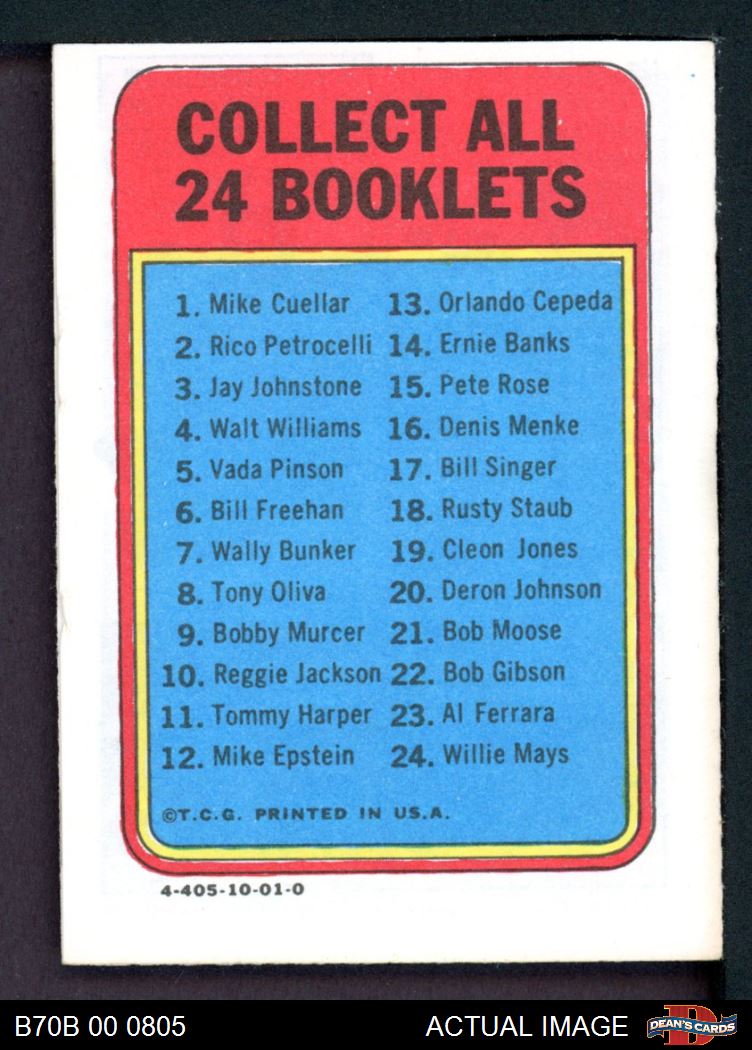 COLLECT ALL
24 BOOKLETS
1. Mike Cuellar
2. Rico Petrocelli
3. Jay Johnstone
4. Walt Williams
5. Vada Pinson
6. Bill Freehan
7. Wally Bunker
8. Tony Oliva
9. Bobby Murcer
10. Reggie Jackson
11. Tommy Harper
12. Mike Epstein
13. Orlando Cepeda
14. Ernie Banks
15. Pete Rose
16. Denis Menke
17. Bill Singer
18. Rusty Staub
19. Cleon Jones
20. Deron Johnson
21. Bob Moose
22. Bob Gibson
23. Al Ferrara
24. Willie Mays
©T.C.G. PRINTED IN U.S.A.
4-405-10-01-0
B70B 00 0805
ACTUAL IMAGE
D
DEAN'S CARDS